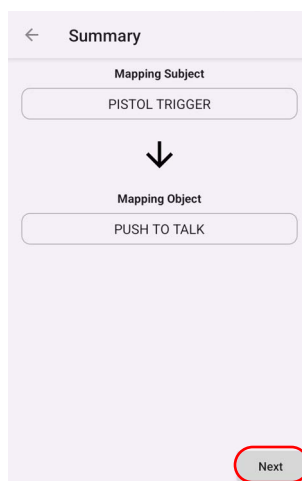 Summary
Mapping Subject
PISTOL TRIGGER
Mapping Object
PUSH TO TALK
Next